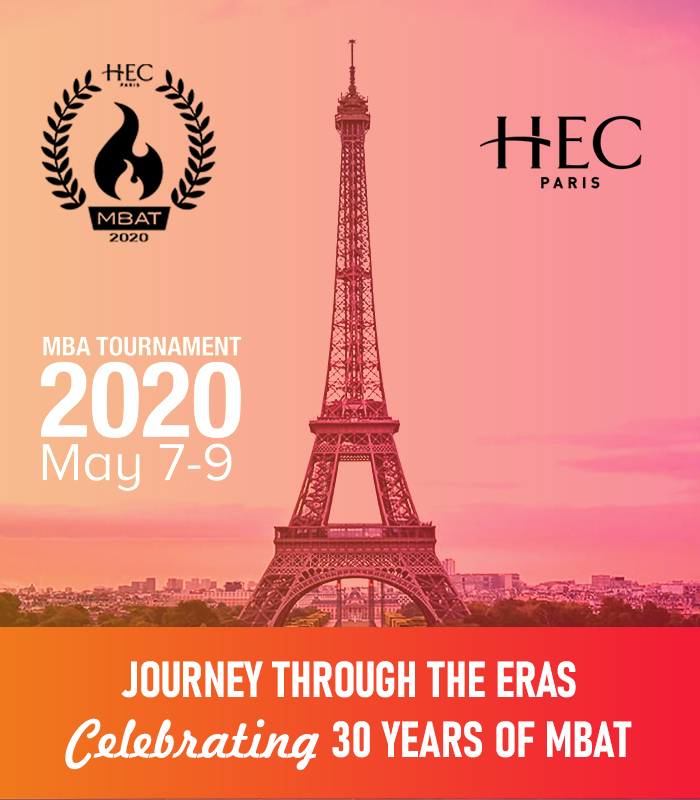 HEC
PARIS
MBAT
2020
HEC
PARIS
MBA TOURNAMENT
2020
May 7-9
JOURNEY THROUGH THE ERAS
Celebrating 30 YEARS OF MBAT